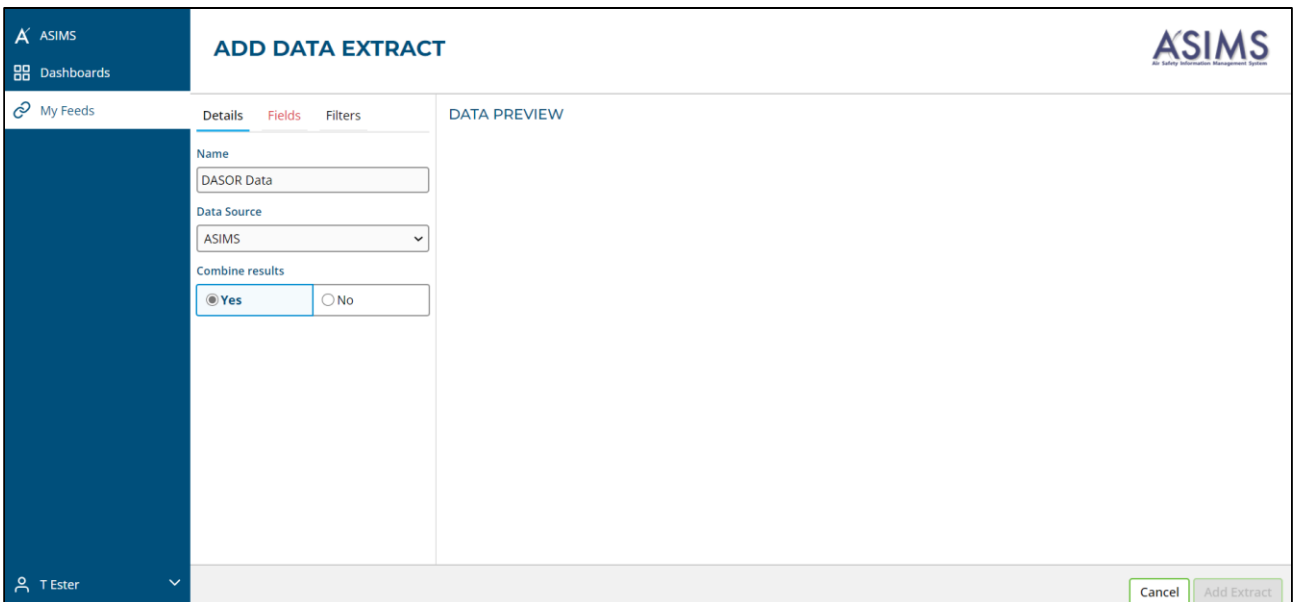 ASIMS
Dashboards
My Feeds
T Ester
ADD DATA EXTRACT
ASIMS
Air Safety Information Management System
Details Fields Filters
Name
DASOR Data
Data Source
ASIMS
Combine results
Yes No
DATA PREVIEW
Cancel Add Extract